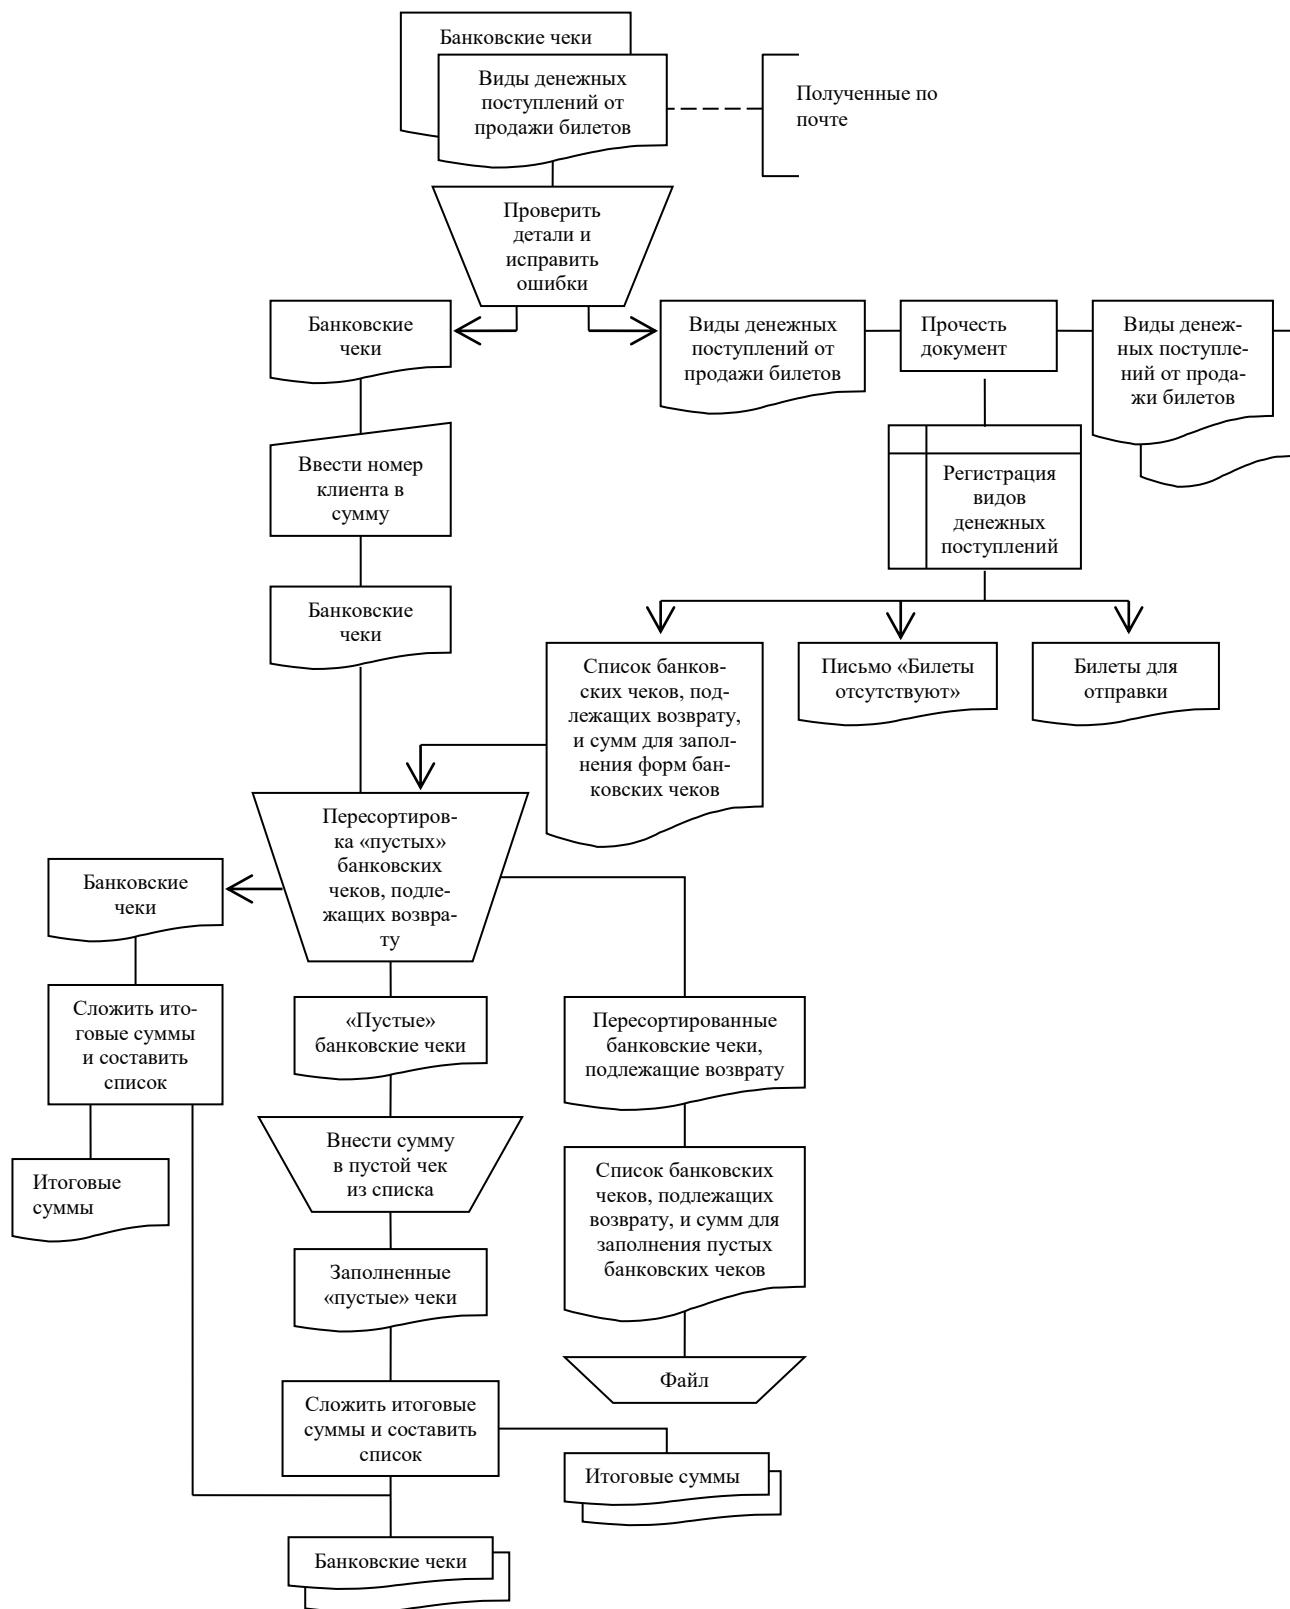 Банковские чеки
Виды денежных
поступлений от
продажи билетов
Полученные по
почте
Проверить
детали и
исправить
ошибки
Банковские
чеки
Виды денежных
поступлений от
продажи билетов
Прочесть
документ
Виды денеж-
ных поступле-
ний от прода-
жи билетов
Ввести номер
клиента в
сумму
Регистрация
видов
денежных
поступлений
Банковские
чеки
Список банков-
ских чеков, под-
лежащих возврату,
и сумм для запол-
нения форм бан-
ковских чеков
Письмо «Билеты
отсутствуют»
Билеты для
отправки
Пересортиров-
ка «пустых»
банковских
чеков, подле-
жащих возвра-
ту
Банковские
чеки
Сложить ито-
говые суммы
и составить
список
«Пустые»
банковские чеки
Пересортированные
банковские чеки,
подлежащие возврату
Итоговые
суммы
Внести сумму
в пустой чек
из списка
Список банковских
чеков, подлежащих
возврату, и сумм для
заполнения пустых
банковских чеков
Заполненные
«пустые» чеки
Файл
Сложить итоговые
суммы и составить
список
Итоговые суммы
Банковские чеки